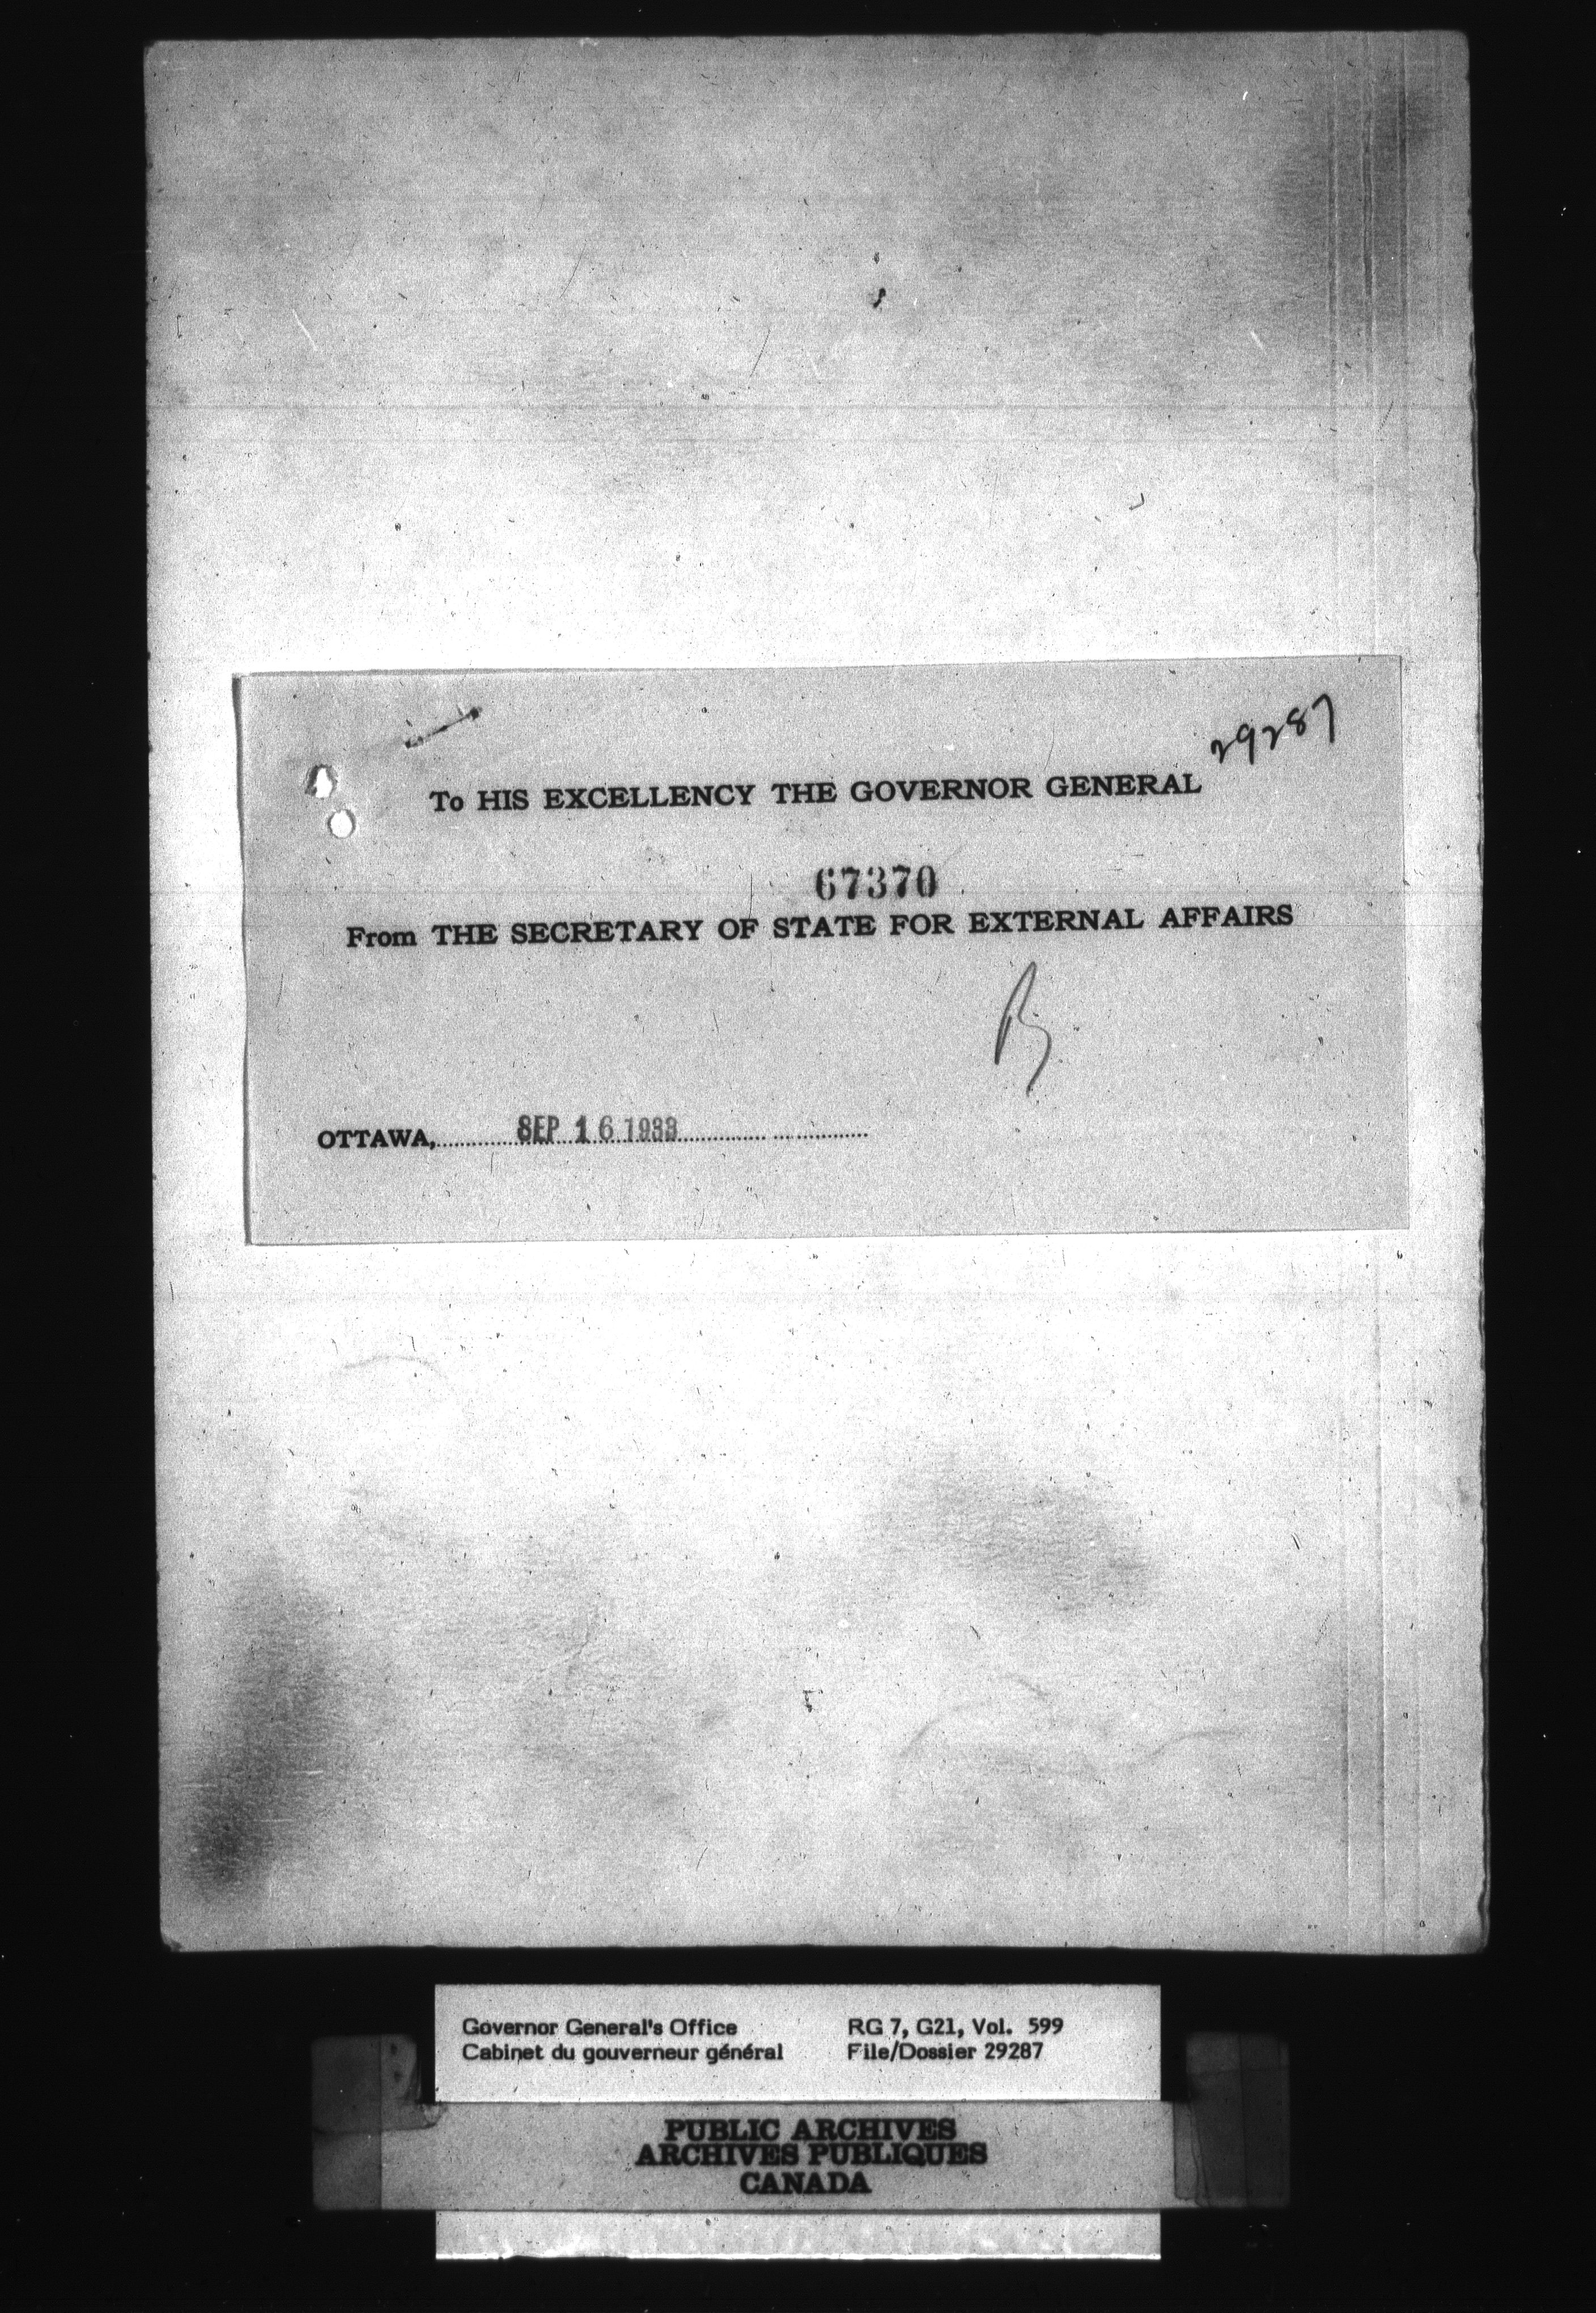 29287
To HIS EXCELLENCY THE GOVERNOR GENERAL
67370
From THE SECRETARY OF STATE FOR EXTERNAL AFFAIRS
OTTAWA, SEP 16 1933
Governor General's Office
Cabinet du gouverneur général
RG 7, G21, Vol. 599
File/Dossier 29287
PUBLIC ARCHIVES
ARCHIVES PUBLIQUES
CANADA